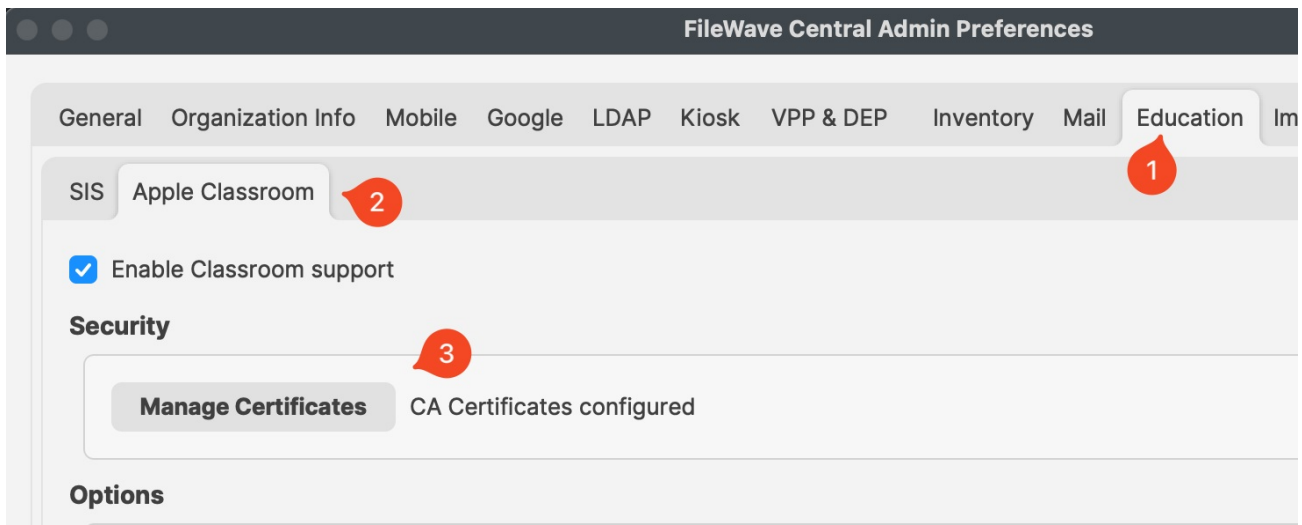 FileWave Central Admin Preferences
General Organization Info Mobile Google LDAP Kiosk VPP & DEP Inventory Mail Education Im
1
SIS Apple Classroom 2
Enable Classroom support
Security
3
Manage Certificates CA Certificates configured
Options